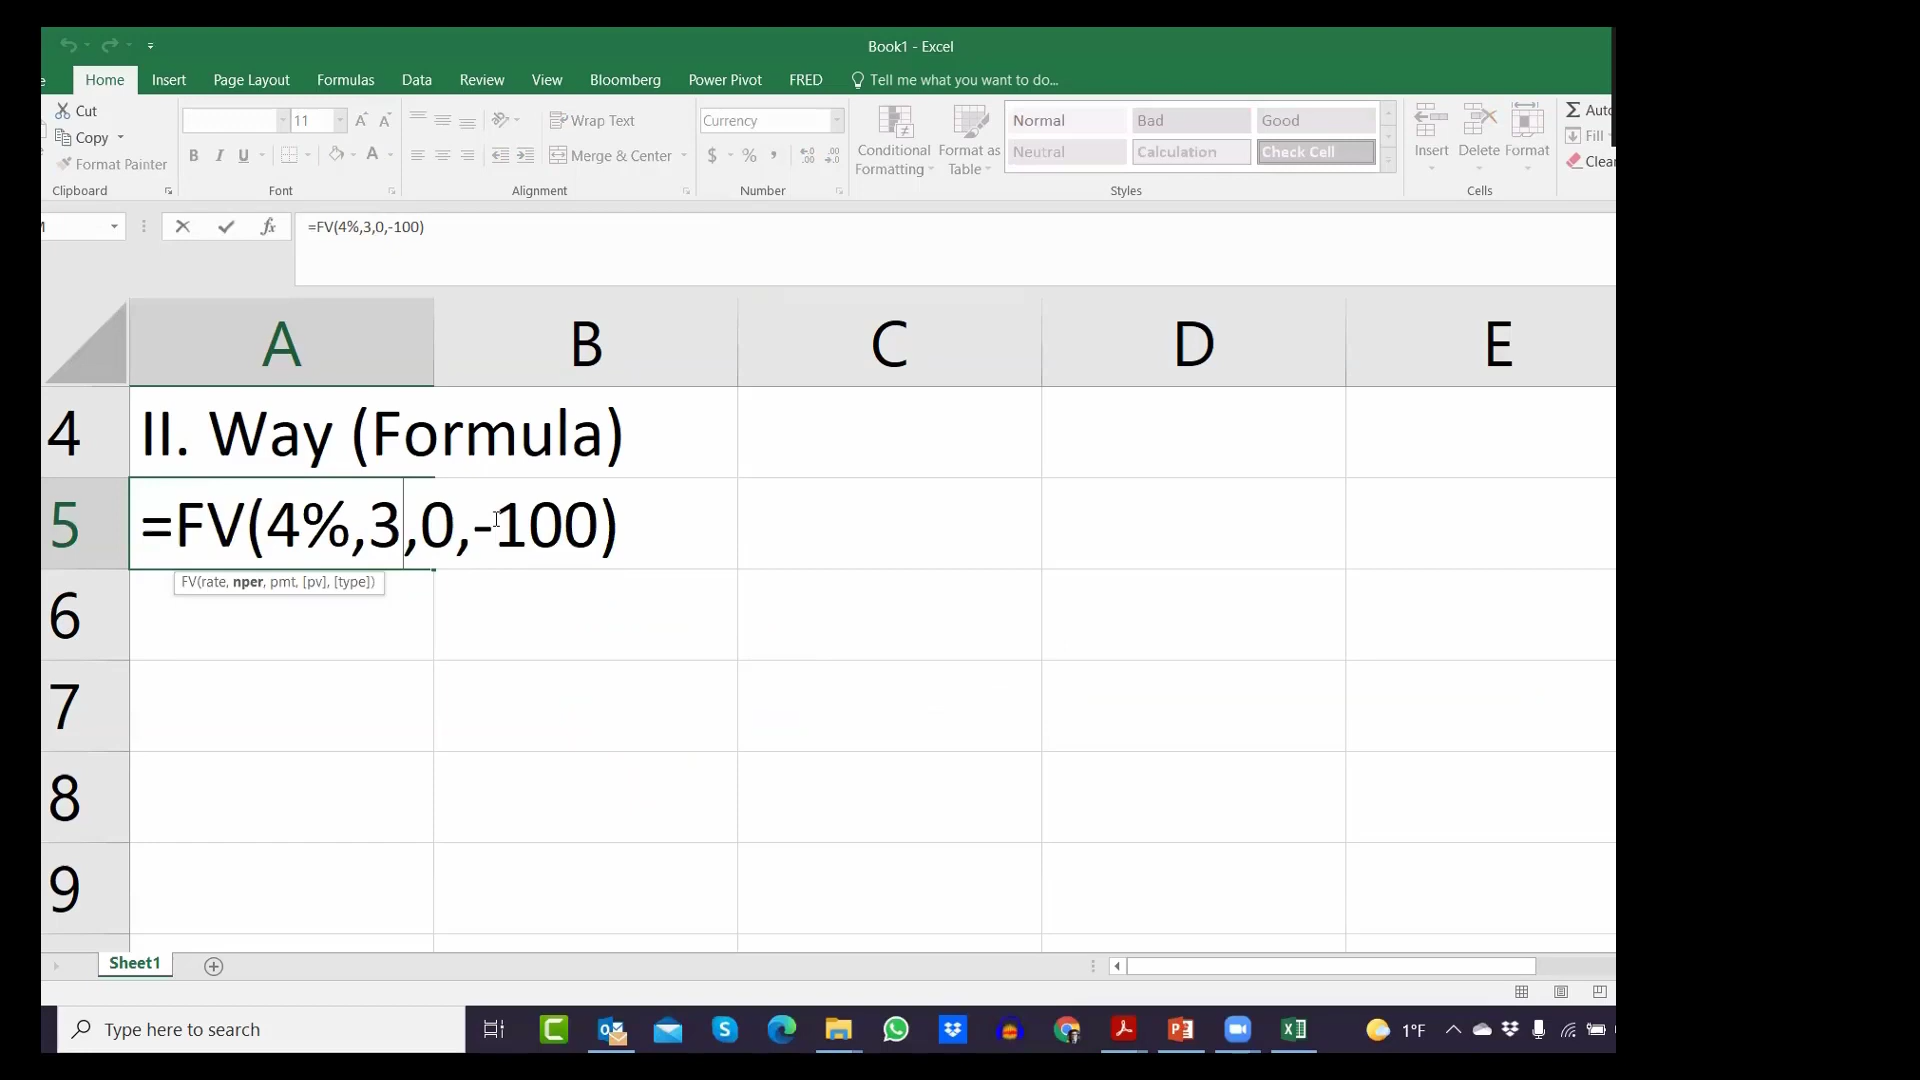 Book1 - Excel
Home Insert Page Layout Formulas Data Review View Bloomberg Power Pivot FRED Tell me what you want to do...
Cut
Copy
Format Painter
Clipboard
11
B I U
A
Font
Wrap Text
Merge & Center
Alignment
Currency
$ % ,
Number
Conditional Formatting
Format as Table
Normal Bad Good
Neutral Calculation Check Cell
Styles
Insert Delete Format
Cells
Σ Auto
Fill
Clear
fx =FV(4%,3,0,-100)
A B C D E
4 II. Way (Formula)
5 =FV(4%,3,0,-100)
FV(rate, nper, pmt, [pv], [type])
6
7
8
9
Sheet1
Type here to search
1°F